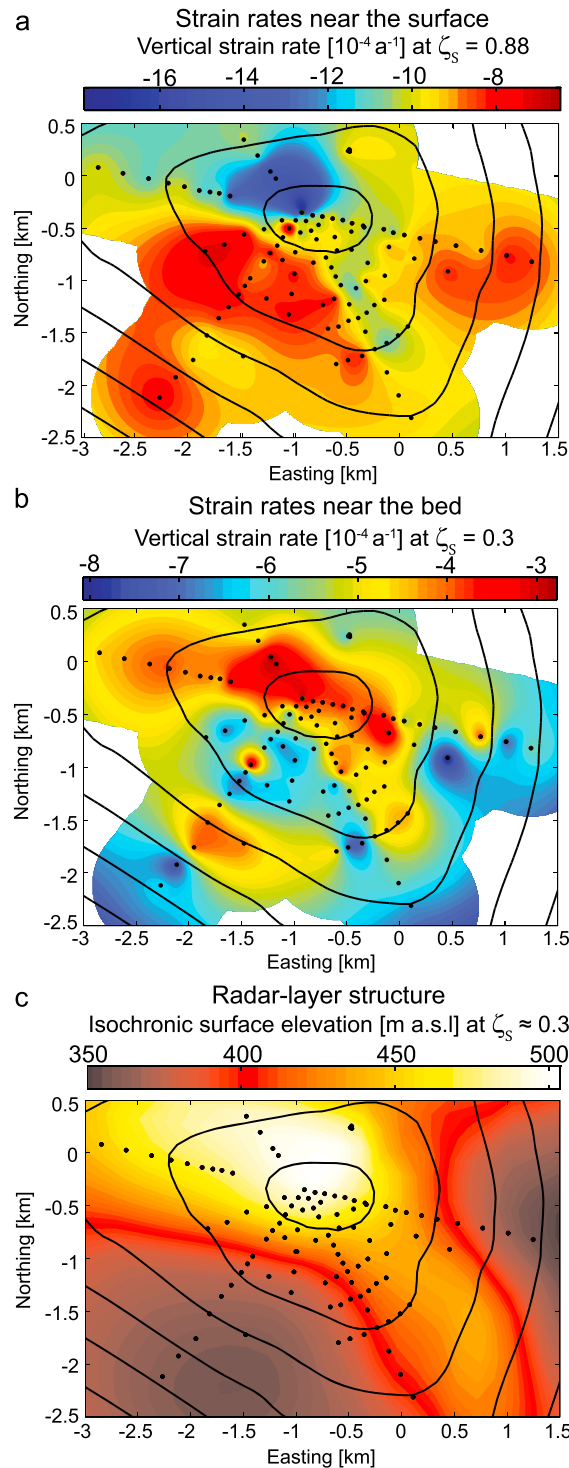 a
Strain rates near the surface
Vertical strain rate [10⁻⁴ a⁻¹] at ζS = 0.88
-16 -14 -12 -10 -8
0.5
0
-0.5
-1
-1.5
-2
-2.5
Northing [km]
-3 -2.5 -2 -1.5 -1 -0.5 0 0.5 1 1.5
Easting [km]
b
Strain rates near the bed
Vertical strain rate [10⁻⁴ a⁻¹] at ζS = 0.3
-8 -7 -6 -5 -4 -3
0.5
0
-0.5
-1
-1.5
-2
-2.5
Northing [km]
-3 -2.5 -2 -1.5 -1 -0.5 0 0.5 1 1.5
Easting [km]
c
Radar-layer structure
Isochronic surface elevation [m a.s.l] at ζS ≈ 0.3
350 400 450 500
0.5
0
-0.5
-1
-1.5
-2
-2.5
Northing [km]
-3 -2.5 -2 -1.5 -1 -0.5 0 0.5 1 1.5
Easting [km]